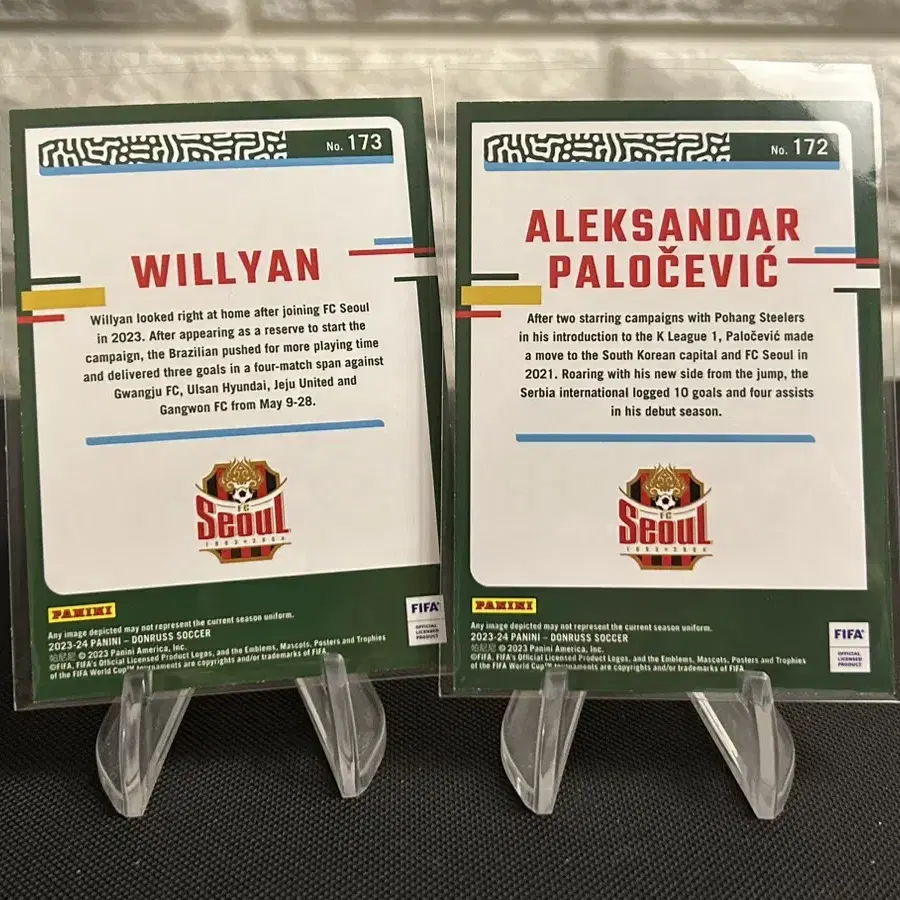 No. 173
WILLYAN
Willyan looked right at home after joining FC Seoul
in 2023. After appearing as a reserve to start the
campaign, the Brazilian pushed for more playing time
and delivered three goals in a four-match span against
Gwangju FC, Ulsan Hyundai, Jeju United and
Gangwon FC from May 9-28.
FC
Seoul
1983*2004
PANINI
Any image depicted may not represent the current season uniform.
2023-24 PANINI – DONRUSS SOCCER
帕尼尼 © 2023 Panini America, Inc.
©FIFA, FIFA's Official Licensed Product Logos, and the Emblems, Mascots, Posters and Trophies
of the FIFA World Cup™ tournaments are copyrights and/or trademarks of FIFA.
FIFA
OFFICIAL
LICENSED
PRODUCT
No. 172
ALEKSANDAR
PALOČEVIĆ
After two starring campaigns with Pohang Steelers
in his introduction to the K League 1, Paločević made
a move to the South Korean capital and FC Seoul in
2021. Roaring with his new side from the jump, the
Serbia international logged 10 goals and four assists
in his debut season.
FC
Seoul
1983*2004
PANINI
Any image depicted may not represent the current season uniform.
2023-24 PANINI – DONRUSS SOCCER
帕尼尼 © 2023 Panini America, Inc.
©FIFA, FIFA's Official Licensed Product Logos, and the Emblems, Mascots, Posters and Trophies
of the FIFA World Cup™ tournaments are copyrights and/or trademarks of FIFA.
FIFA
OFFICIAL
LICENSED
PRODUCT